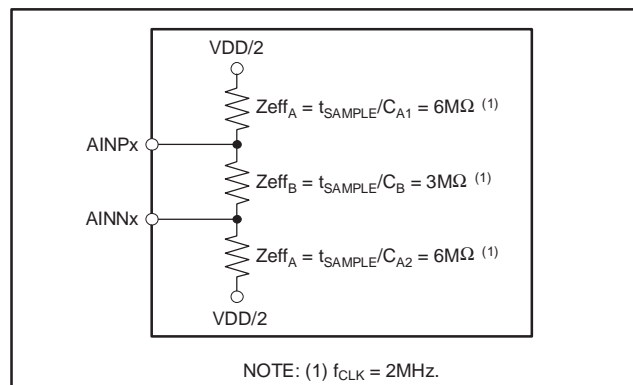 VDD/2
Zeff_A = t_SAMPLE/C_A1 = 6MΩ (1)
AINPx
Zeff_B = t_SAMPLE/C_B = 3MΩ (1)
AINNx
Zeff_A = t_SAMPLE/C_A2 = 6MΩ (1)
VDD/2
NOTE: (1) f_CLK = 2MHz.